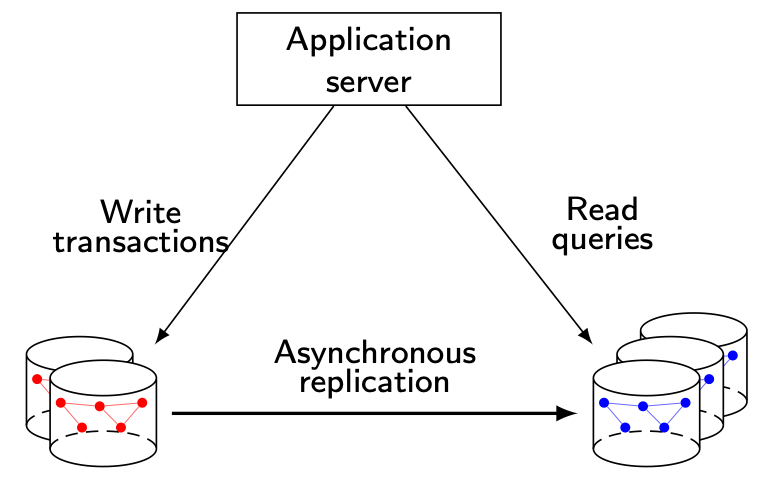 Application
server
Write
transactions
Read
queries
Asynchronous
replication